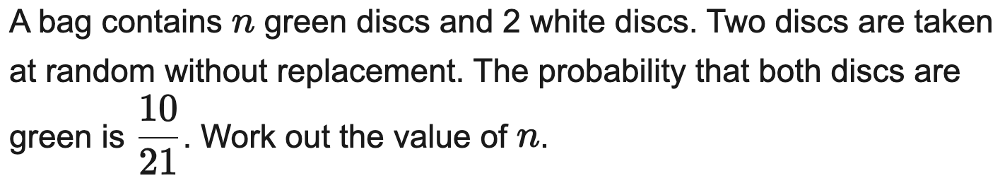 A bag contains n green discs and 2 white discs. Two discs are taken
at random without replacement. The probability that both discs are
green is 10/21. Work out the value of n.